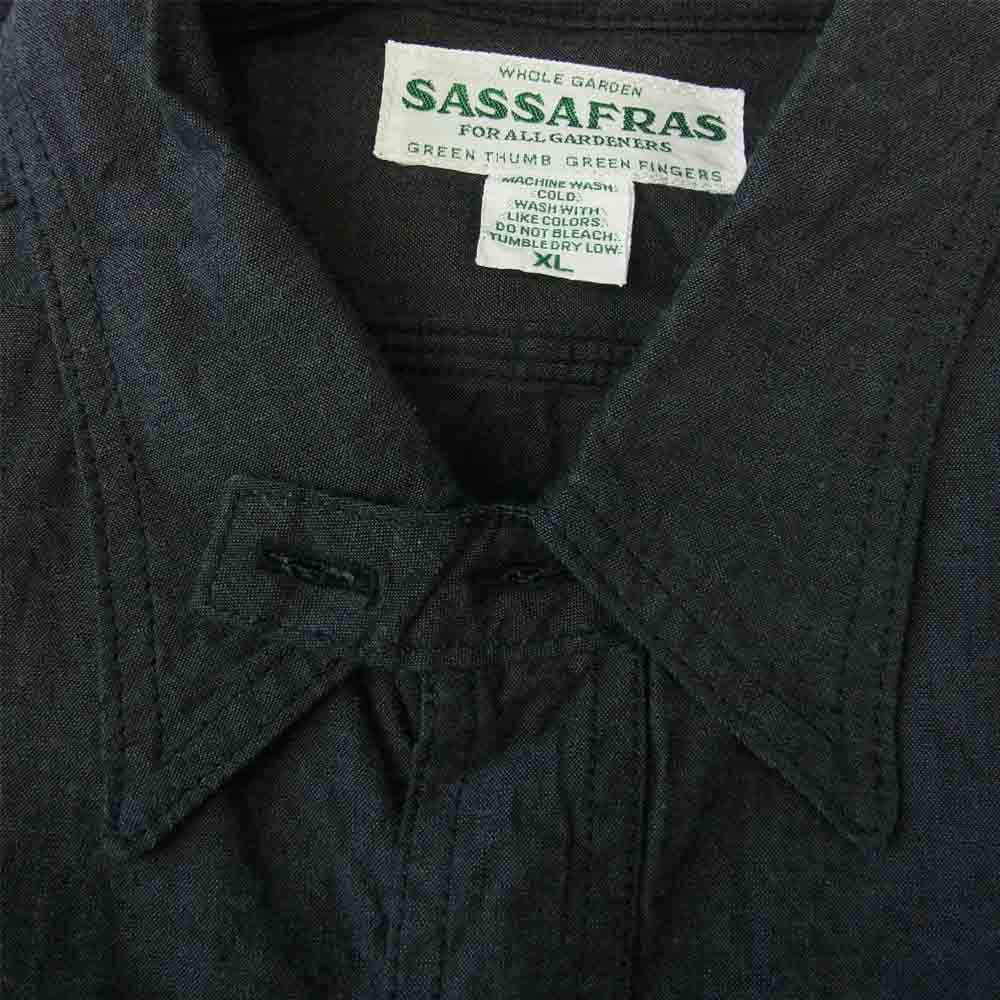 WHOLE GARDEN
SASSAFRAS
FOR ALL GARDENERS
GREEN THUMB GREEN FINGERS
MACHINE WASH
COLD.
WASH WITH
LIKE COLORS.
DO NOT BLEACH.
TUMBLE DRY LOW.
XL